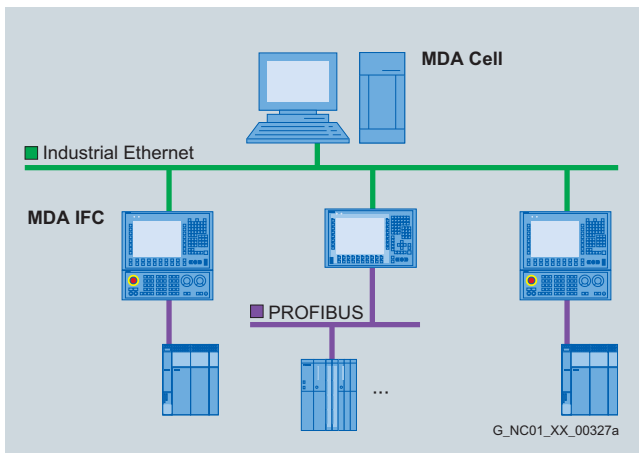 MDA Cell
Industrial Ethernet
MDA IFC
PROFIBUS
...
G_NC01_XX_00327a